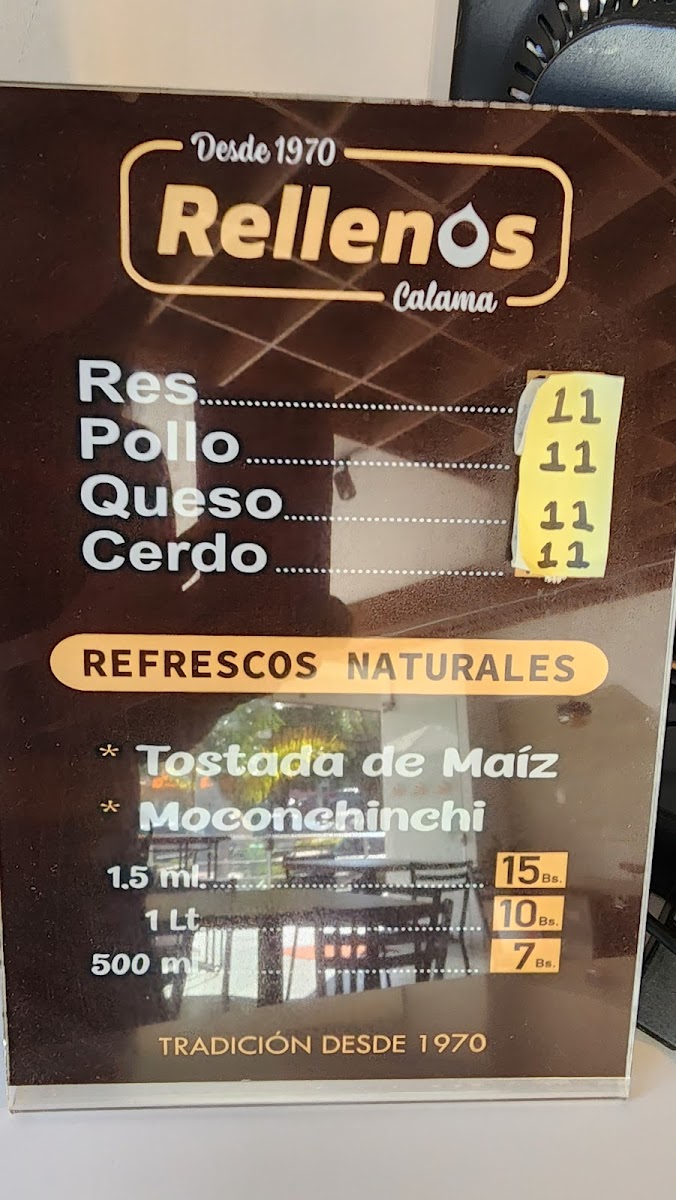 Desde 1970
Rellenos
Calama
Res........................ 11
Pollo........................ 11
Queso........................ 11
Cerdo........................ 11
REFRESCOS NATURALES
* Tostada de Maíz
* Moconchinchi
1.5 ml........................ 15 Bs.
1 Lt........................ 10 Bs.
500 ml........................ 7 Bs.
TRADICIÓN DESDE 1970